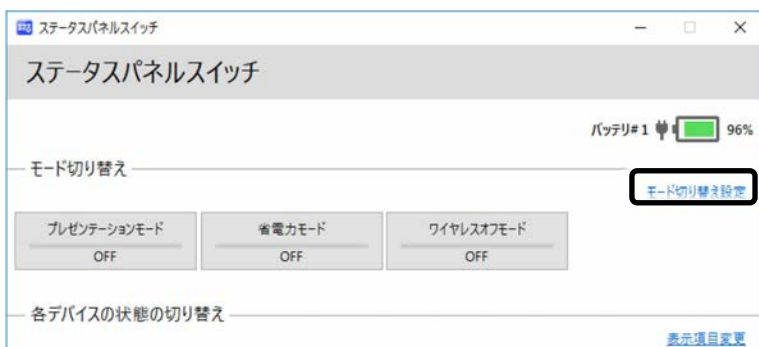 ステータスパネルスイッチ
ステータスパネルスイッチ
バッテリ#1 96%
モード切り替え
モード切り替え設定
プレゼンテーションモード 省電力モード ワイヤレスオフモード
OFF OFF OFF
各デバイスの状態の切り替え
表示項目変更